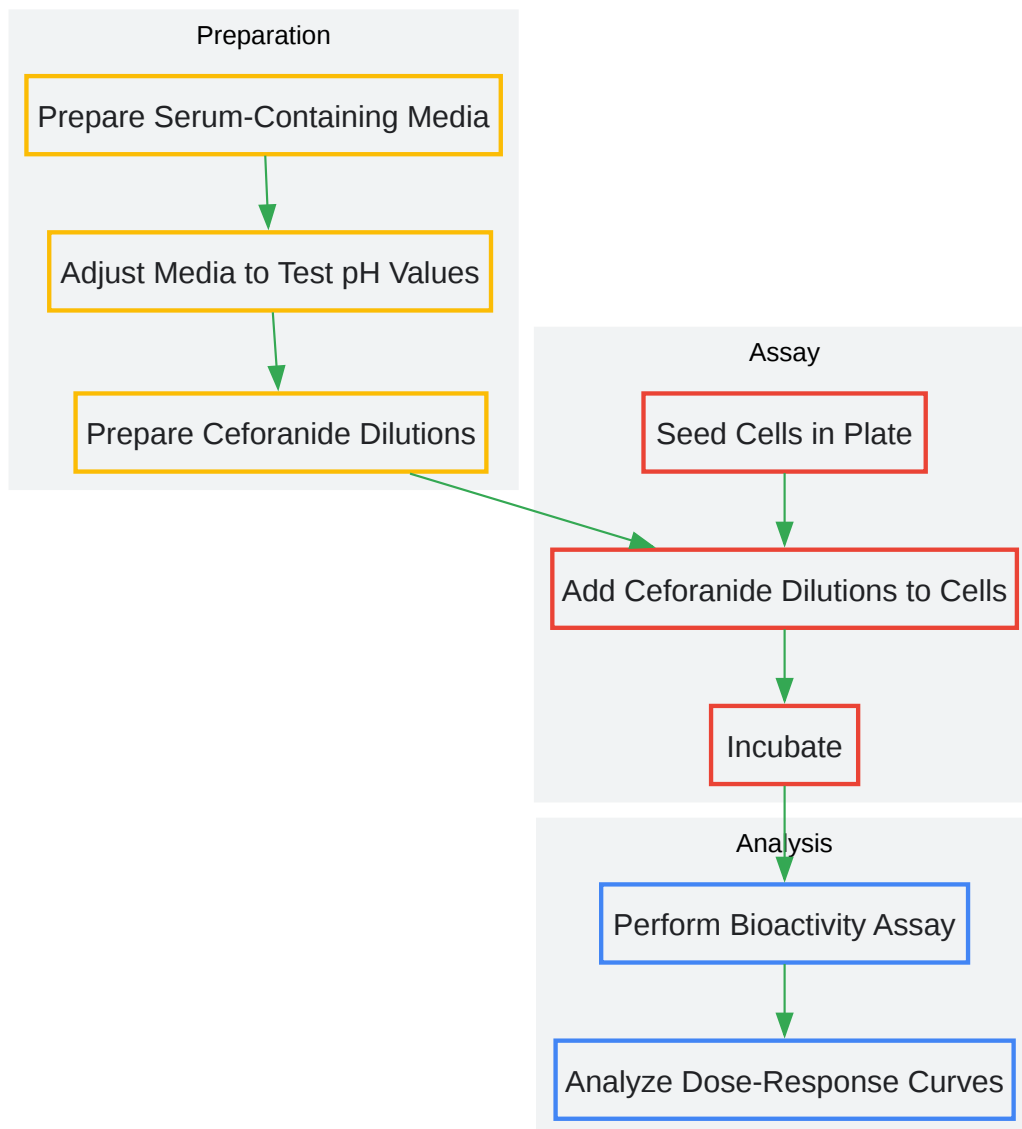 Preparation
Prepare Serum-Containing Media
Adjust Media to Test pH Values
Prepare Ceforanide Dilutions
Assay
Seed Cells in Plate
Add Ceforanide Dilutions to Cells
Incubate
Analysis
Perform Bioactivity Assay
Analyze Dose-Response Curves